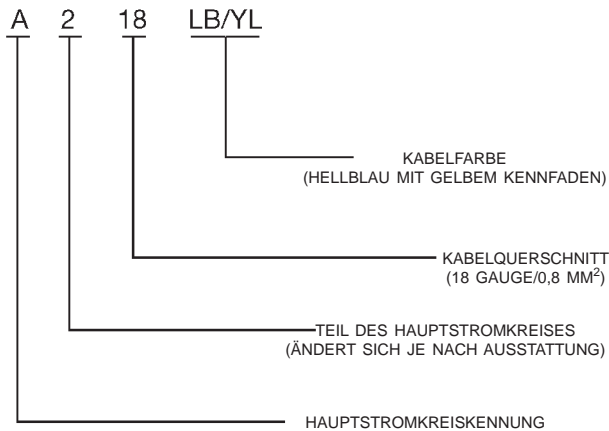 A 2 18 LB/YL
KABELFARBE
(HELLBLAU MIT GELBEM KENNFADEN)
KABELQUERSCHNITT
(18 GAUGE/0,8 MM²)
TEIL DES HAUPTSTROMKREISES
(ÄNDERT SICH JE NACH AUSSTATTUNG)
HAUPTSTROMKREISKENNUNG